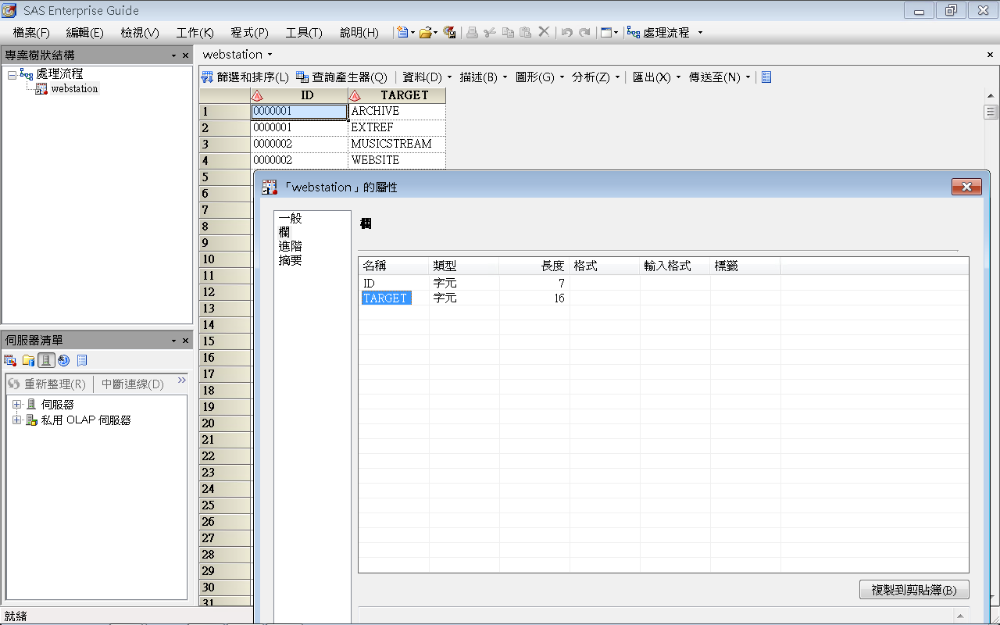 SAS Enterprise Guide
檔案(F) 編輯(E) 檢視(V) 工作(K) 程式(P) 工具(T) 說明(H) 處理流程
專案樹狀結構
處理流程
webstation
webstation
篩選和排序(L) 查詢產生器(Q) 資料(D) 描述(B) 圖形(G) 分析(Z) 匯出(X) 傳送至(N)
ID TARGET
1 0000001 ARCHIVE
2 0000001 EXTREF
3 0000002 MUSICSTREAM
4 0000002 WEBSITE
5
6
7
8
9
10
11
12
13
14
15
16
17
18
19
20
21
22
23
24
25
26
27
28
29
30
31
「webstation」的屬性
一般
欄
進階
摘要
欄
名稱 類型 長度 格式 輸入格式 標籤
ID 字元 7
TARGET 字元 16
複製到剪貼簿(B)
伺服器清單
重新整理(R) 中斷連線(D) »
伺服器
私用 OLAP 伺服器
就緒